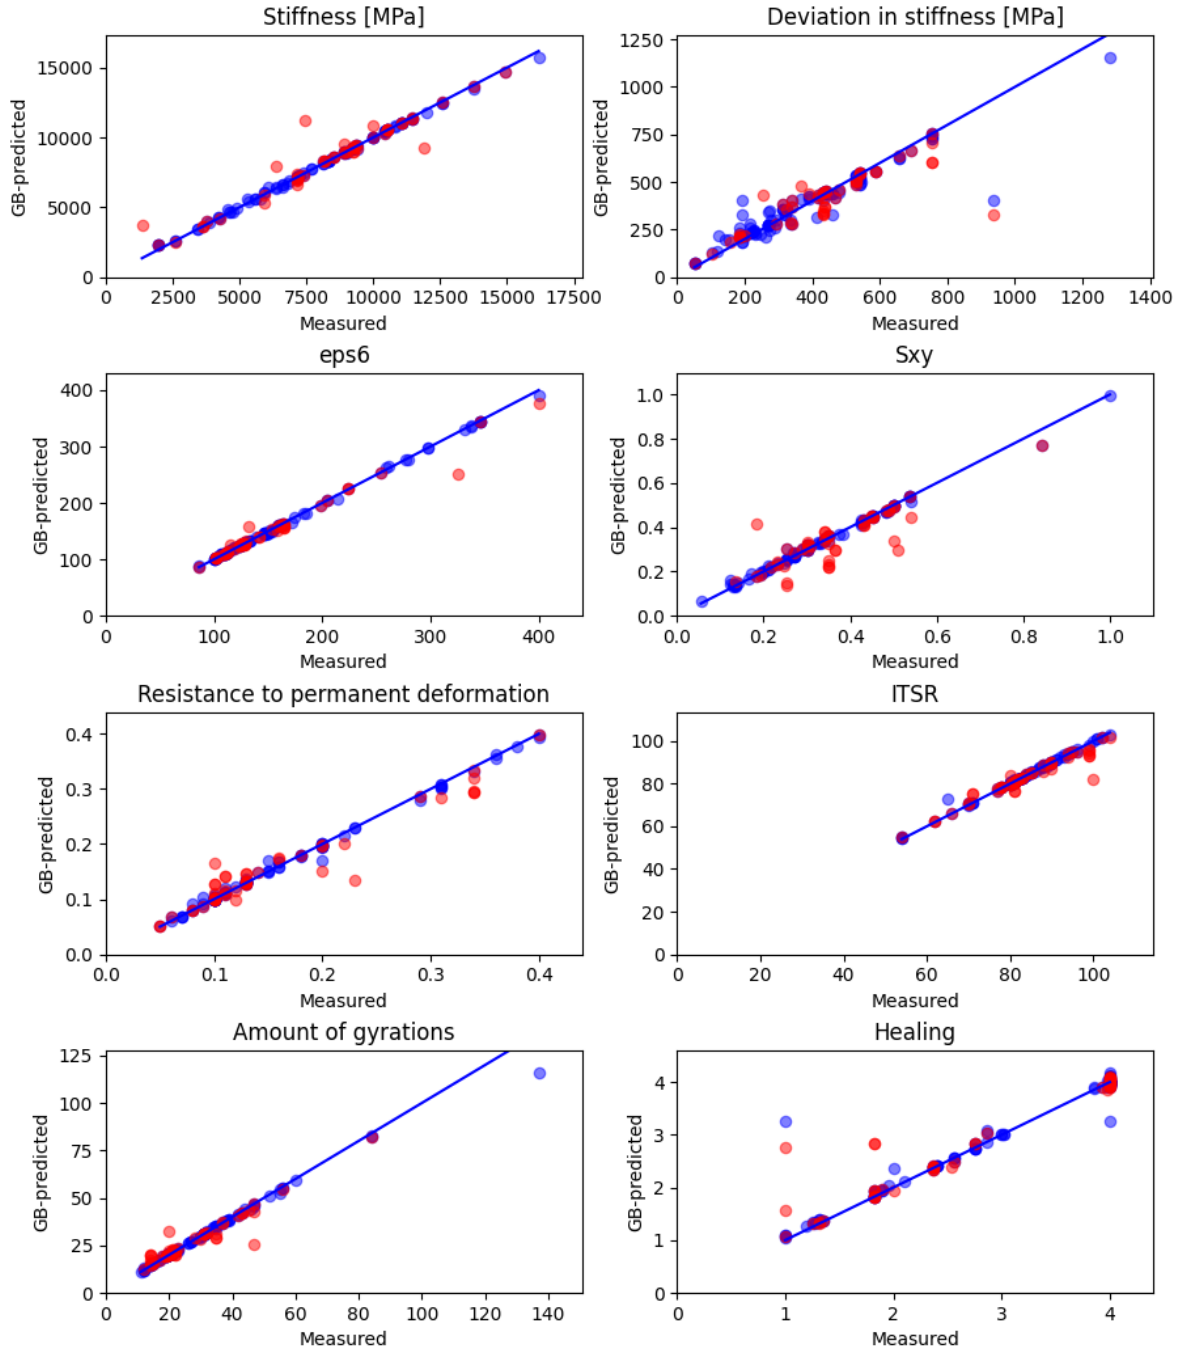 Stiffness [MPa]
GB-predicted
15000
10000
5000
0
0 2500 5000 7500 10000 12500 15000 17500
Measured
Deviation in stiffness [MPa]
GB-predicted
1250
1000
750
500
250
0
0 200 400 600 800 1000 1200 1400
Measured
eps6
GB-predicted
400
300
200
100
0
0 100 200 300 400
Measured
Sxy
GB-predicted
1.0
0.8
0.6
0.4
0.2
0.0
0.0 0.2 0.4 0.6 0.8 1.0
Measured
Resistance to permanent deformation
GB-predicted
0.4
0.3
0.2
0.1
0.0
0.0 0.1 0.2 0.3 0.4
Measured
ITSR
GB-predicted
100
80
60
40
20
0
0 20 40 60 80 100
Measured
Amount of gyrations
GB-predicted
125
100
75
50
25
0
0 20 40 60 80 100 120 140
Measured
Healing
GB-predicted
4
3
2
1
0
0 1 2 3 4
Measured